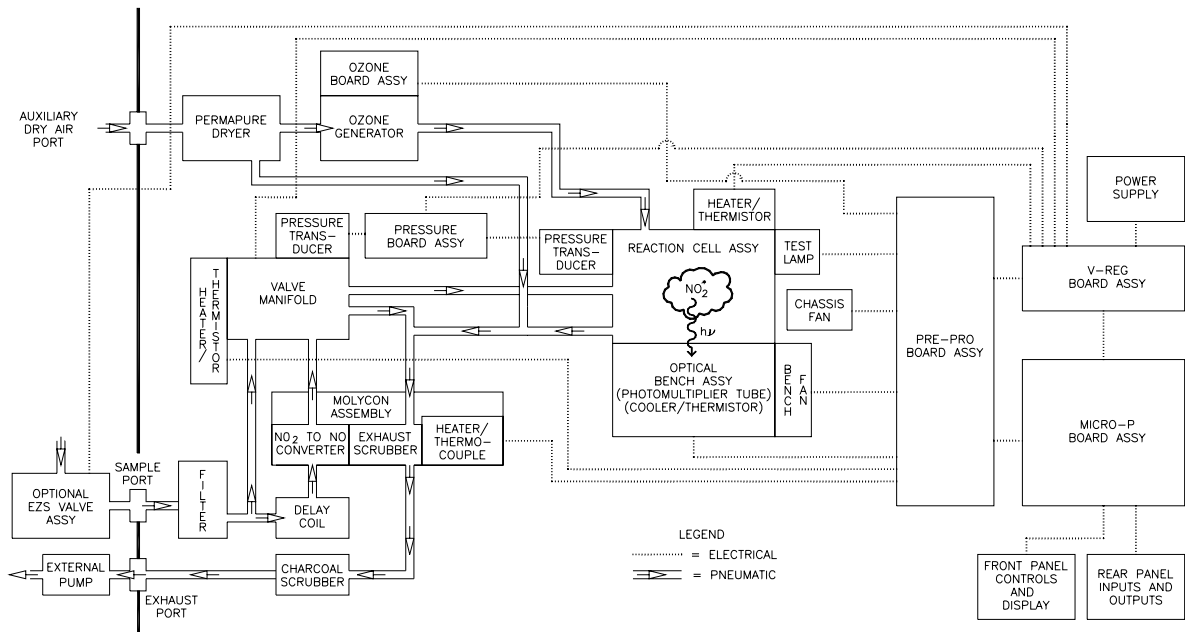 OZONE
BOARD ASSY
AUXILIARY
DRY AIR
PORT
PERMAPURE
DRYER
OZONE
GENERATOR
POWER
SUPPLY
HEATER/
THERMISTOR
PRESSURE
TRANS-
DUCER
PRESSURE
BOARD ASSY
PRESSURE
TRANS-
DUCER
REACTION CELL ASSY
TEST
LAMP
V-REG
BOARD ASSY
HEATER/
THERMISTOR
VALVE
MANIFOLD
NO2*
hν
CHASSIS
FAN
PRE-PRO
BOARD ASSY
OPTICAL
BENCH ASSY
(PHOTOMULTIPLIER TUBE)
(COOLER/THERMISTOR)
BENCH
FAN
MICRO-P
BOARD ASSY
MOLYCON
ASSEMBLY
NO2 TO NO
CONVERTER
EXHAUST
SCRUBBER
HEATER/
THERMO-
COUPLE
SAMPLE
PORT
OPTIONAL
EZS VALVE
ASSY
FILTER
DELAY
COIL
LEGEND
= ELECTRICAL
= PNEUMATIC
EXTERNAL
PUMP
CHARCOAL
SCRUBBER
EXHAUST
PORT
FRONT PANEL
CONTROLS
AND
DISPLAY
REAR PANEL
INPUTS AND
OUTPUTS